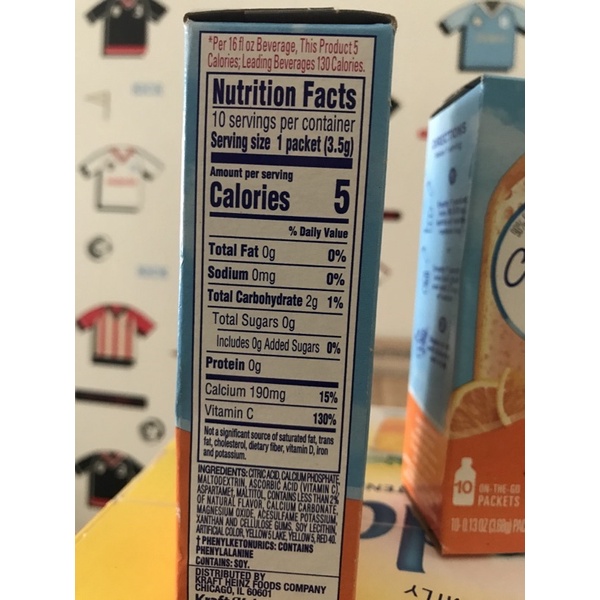 *Per 16 fl oz Beverage, This Product 5
Calories; Leading Beverages 130 Calories.
Nutrition Facts
10 servings per container
Serving size 1 packet (3.5g)
Amount per serving
Calories 5
% Daily Value
Total Fat 0g 0%
Sodium 0mg 0%
Total Carbohydrate 2g 1%
Total Sugars 0g
Includes 0g Added Sugars 0%
Protein 0g
Calcium 190mg 15%
Vitamin C 130%
Not a significant source of saturated fat, trans
fat, cholesterol, dietary fiber, vitamin D, iron
and potassium.
INGREDIENTS: CITRIC ACID, CALCIUM PHOSPHATE,
MALTODEXTRIN, ASCORBIC ACID (VITAMIN C),
ASPARTAME†, MALTITOL, CONTAINS LESS THAN 2%
OF NATURAL FLAVOR, CALCIUM CARBONATE,
MAGNESIUM OXIDE, ACESULFAME POTASSIUM,
XANTHAN AND CELLULOSE GUMS, SOY LECITHIN,
ARTIFICIAL COLOR, YELLOW 5 LAKE, YELLOW 5, RED 40.
† PHENYLKETONURICS: CONTAINS
PHENYLALANINE
CONTAINS: SOY.
DISTRIBUTED BY
KRAFT HEINZ FOODS COMPANY
CHICAGO, IL 60601
DIRECTIONS
10 ON-THE-GO
PACKETS